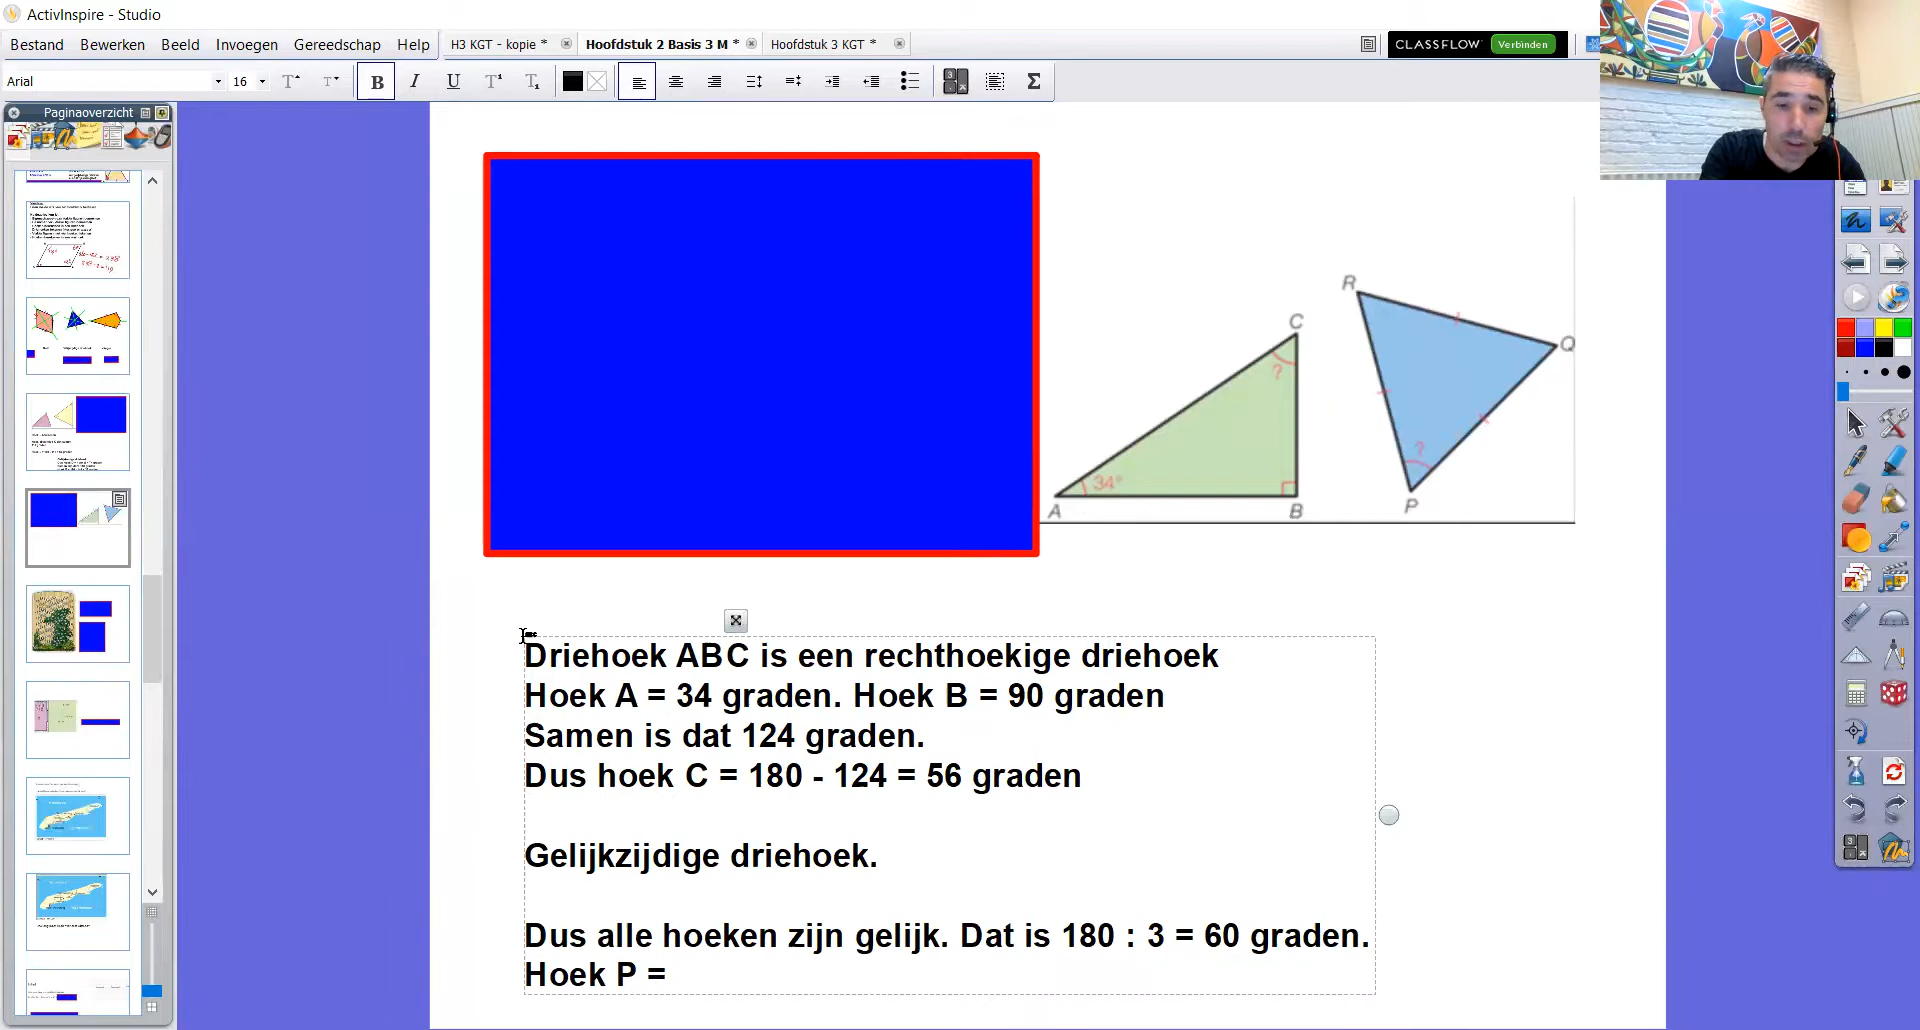 ActivInspire - Studio
Bestand Bewerken Beeld Invoegen Gereedschap Help
H3 KGT - kopie *
Hoofdstuk 2 Basis 3 M *
Hoofdstuk 3 KGT *
CLASSFLOW Verbinden
Arial 16
B I U T T
Paginaoverzicht
R
C
Q
?
?
34°
A
B
P
Driehoek ABC is een rechthoekige driehoek
Hoek A = 34 graden. Hoek B = 90 graden
Samen is dat 124 graden.
Dus hoek C = 180 - 124 = 56 graden
Gelijkzijdige driehoek.
Dus alle hoeken zijn gelijk. Dat is 180 : 3 = 60 graden.
Hoek P =